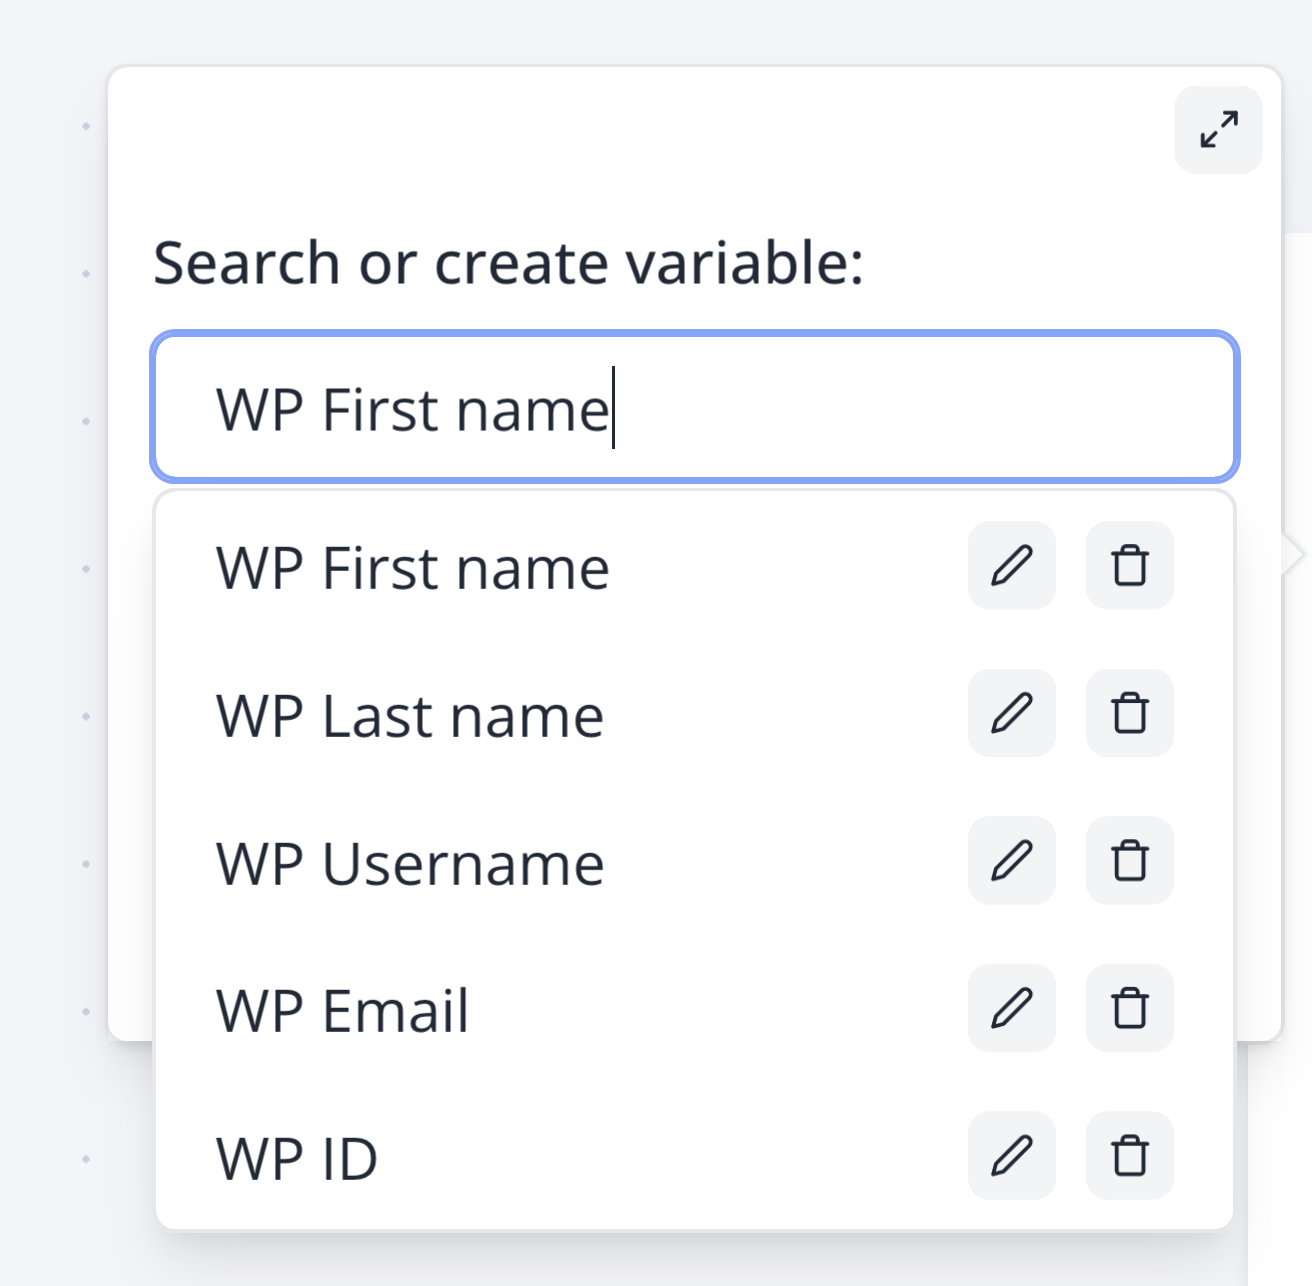 Search or create variable:
WP First name
WP First name
WP Last name
WP Username
WP Email
WP ID